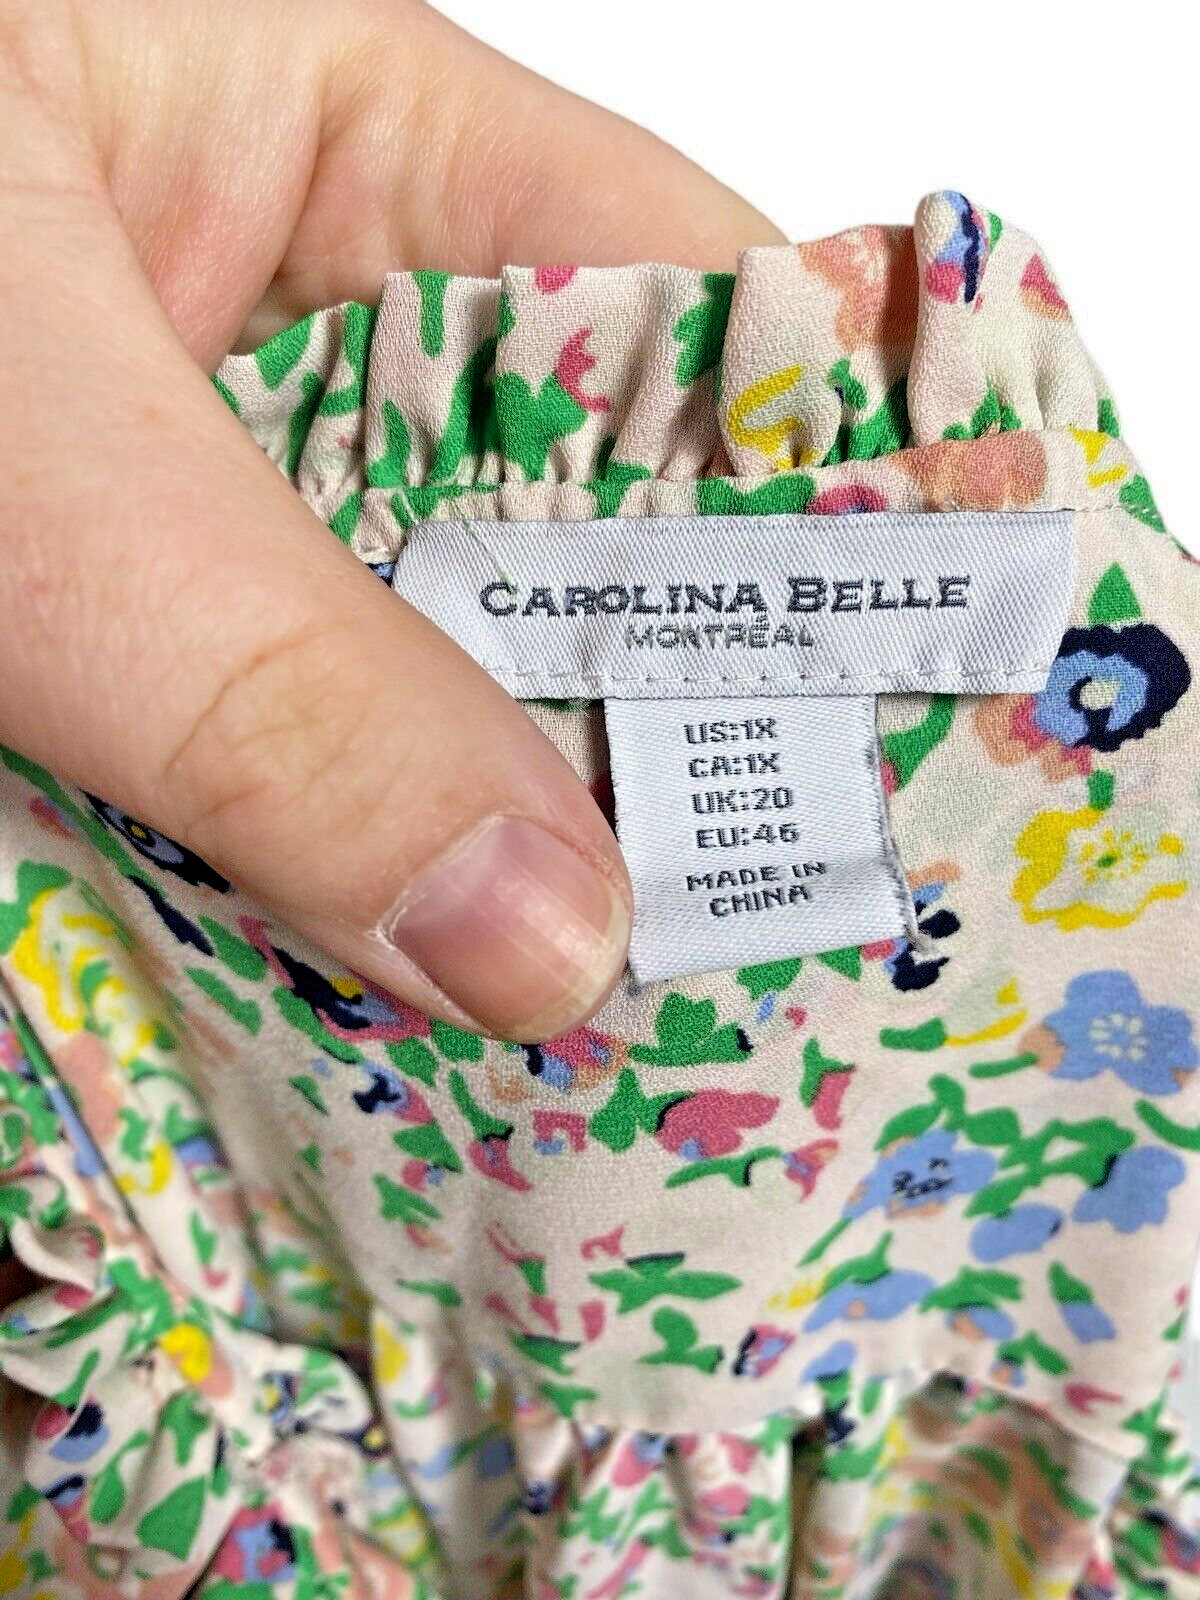 CAROLINA BELLE
MONTRÉAL
US:1X
CA:1X
UK:20
EU:46
MADE IN
CHINA